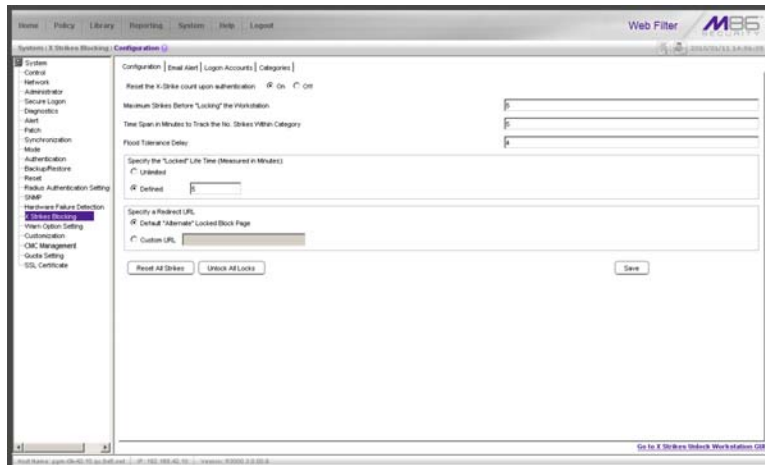 Home Policy Library Reporting System Help Logout
Web Filter
M86
SECURITY
System : X Strikes Blocking : Configuration
System
Control
Network
Administrator
Secure Logon
Diagnostics
Alert
Patch
Synchronization
Mode
Authentication
Backup/Restore
Reset
Radius Authentication Setting
SNMP
Hardware Failure Detection
X Strikes Blocking
Warn Option Setting
Customization
CMC Management
Quota Setting
SSL Certificate
Configuration Email Alert Logon Accounts Categories
Reset the X-Strike count upon authentication On Off
Maximum Strikes Before "Locking" the Workstation 5
Time Span in Minutes to Track the No. Strikes Within Category 5
Flood Tolerance Delay 4
Specify the "Locked" Life Time (Measured in Minutes)
Unlimited
Defined 5
Specify a Redirect URL
Default "Alternate" Locked Block Page
Custom URL
Reset All Strikes Unlock All Locks Save
Go to X Strikes Unlock Workstation GUI